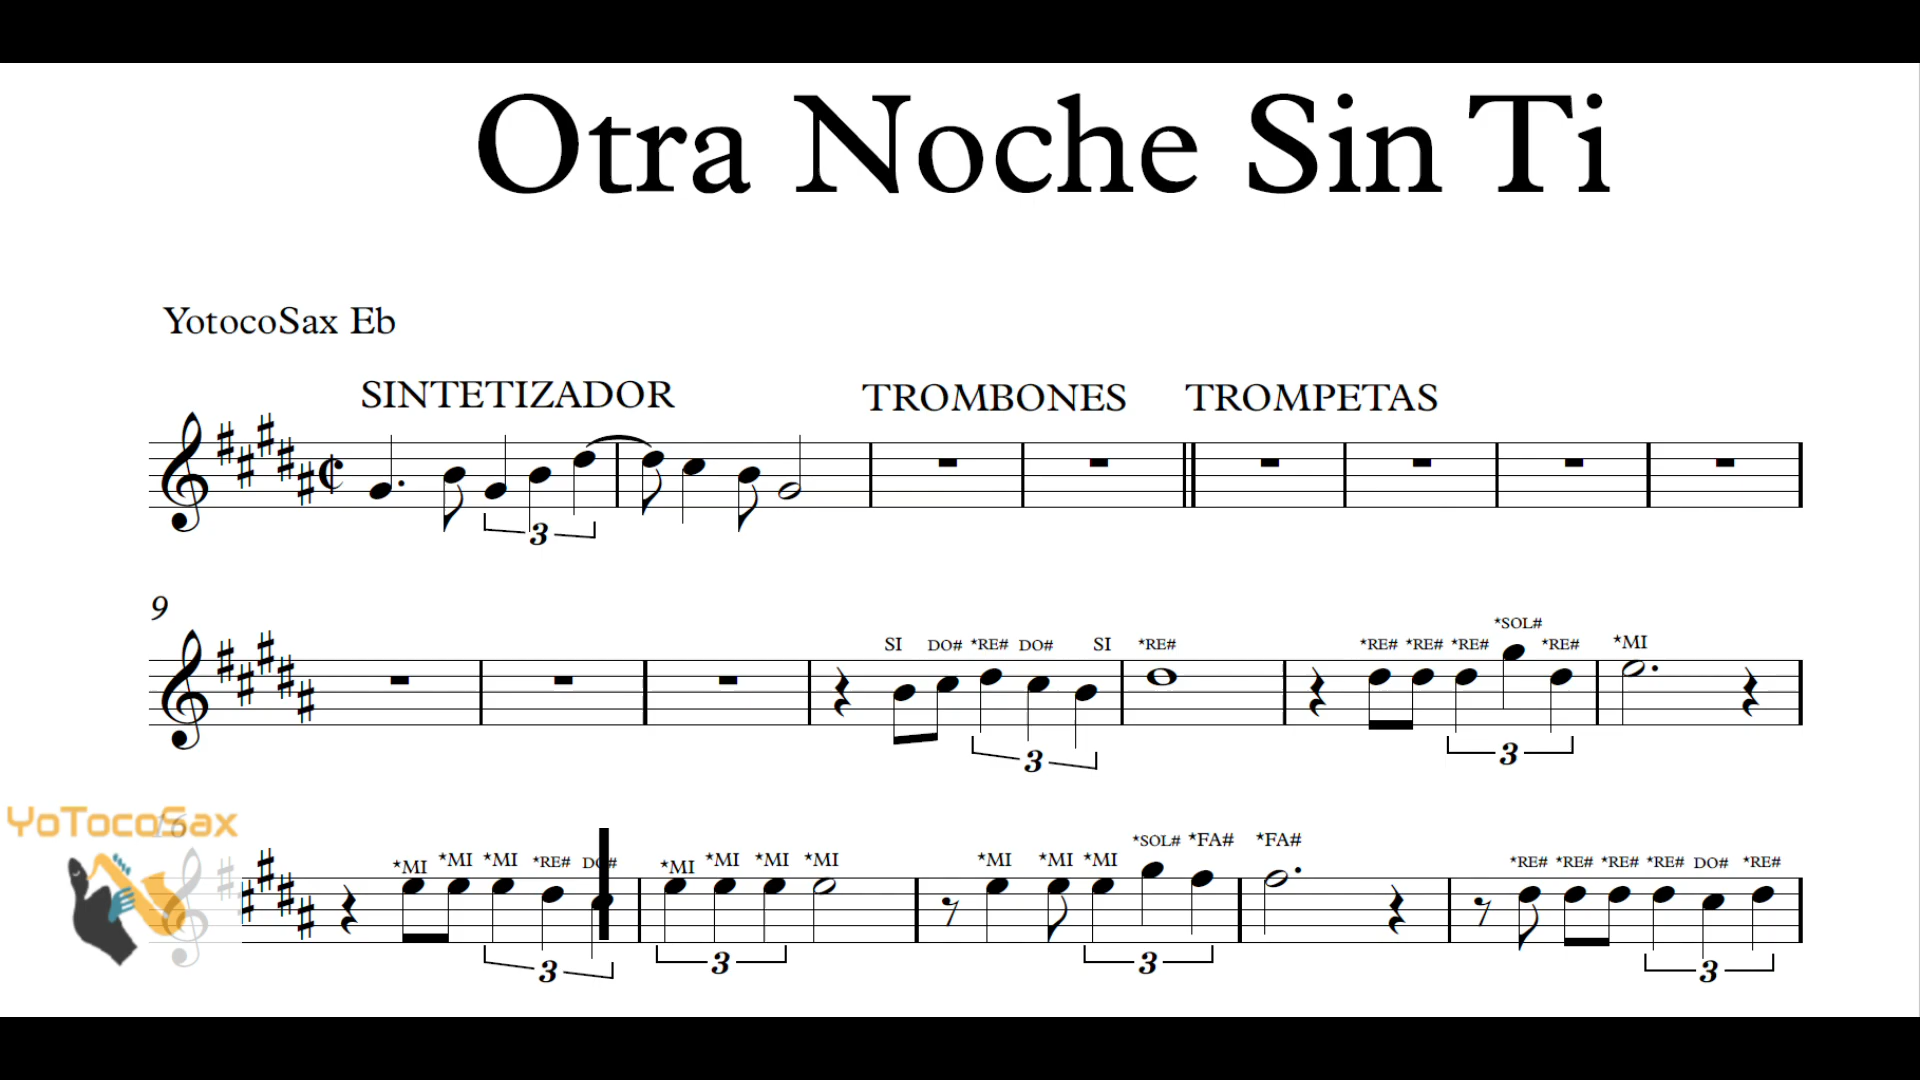 Otra Noche Sin Ti
YotocoSax Eb
SINTETIZADOR TROMBONES TROMPETAS
3
9
SI DO# *RE# DO# SI *RE# *RE# *RE# *RE# *SOL# *RE# *MI
3 3
YoTocoSax
16
*MI *MI *MI *RE# DO# *MI *MI *MI *MI *MI *MI *MI *SOL# *FA# *FA# *RE# *RE# *RE# *RE# DO# *RE#
3 3 3 3